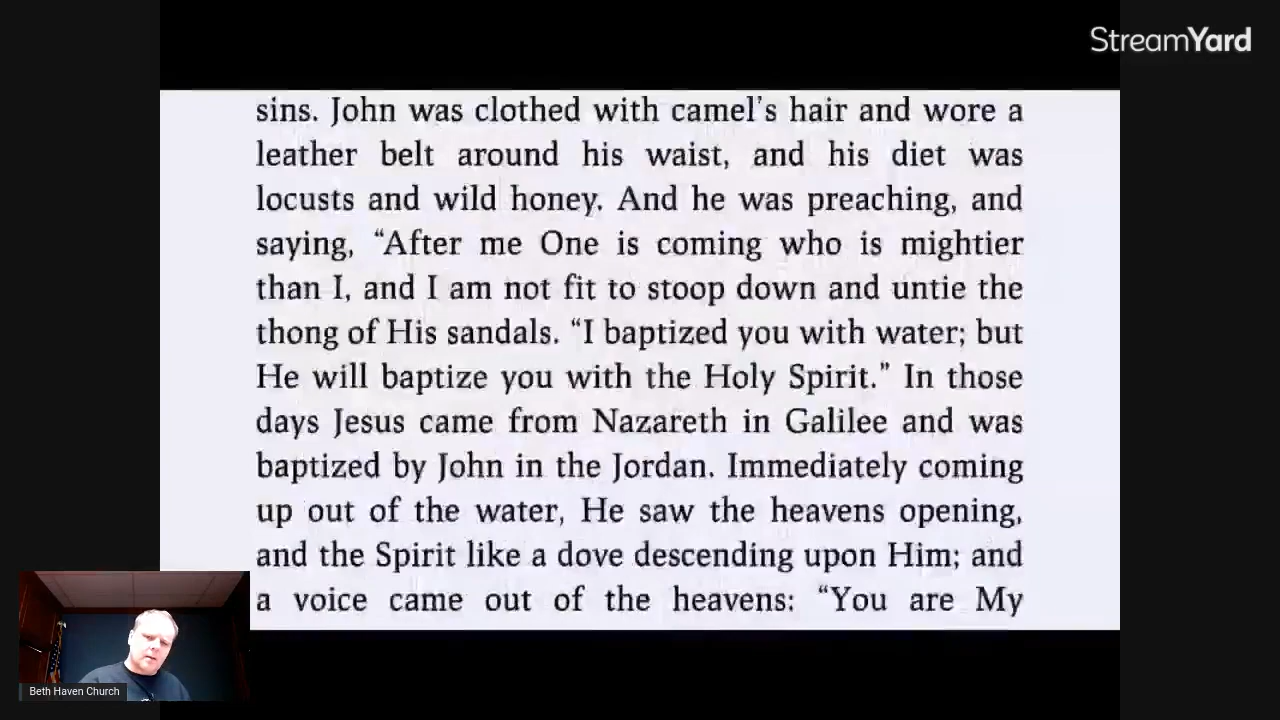 StreamYard
sins. John was clothed with camel's hair and wore a
leather belt around his waist, and his diet was
locusts and wild honey. And he was preaching, and
saying, “After me One is coming who is mightier
than I, and I am not fit to stoop down and untie the
thong of His sandals. “I baptized you with water; but
He will baptize you with the Holy Spirit.” In those
days Jesus came from Nazareth in Galilee and was
baptized by John in the Jordan. Immediately coming
up out of the water, He saw the heavens opening,
and the Spirit like a dove descending upon Him; and
a voice came out of the heavens: “You are My
Beth Haven Church